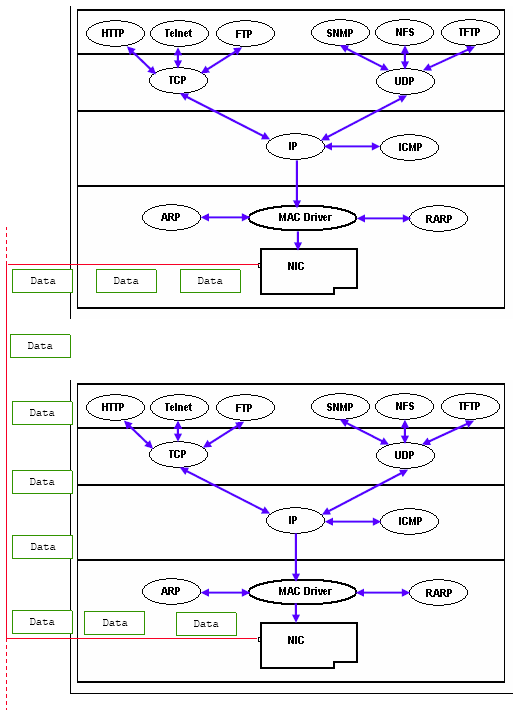 HTTP Telnet FTP SNMP NFS TFTP
TCP UDP
IP ICMP
ARP MAC Driver RARP
NIC
Data Data Data
Data
HTTP Telnet FTP SNMP NFS TFTP
Data
TCP UDP
Data
IP ICMP
Data
ARP MAC Driver RARP
Data Data Data
NIC